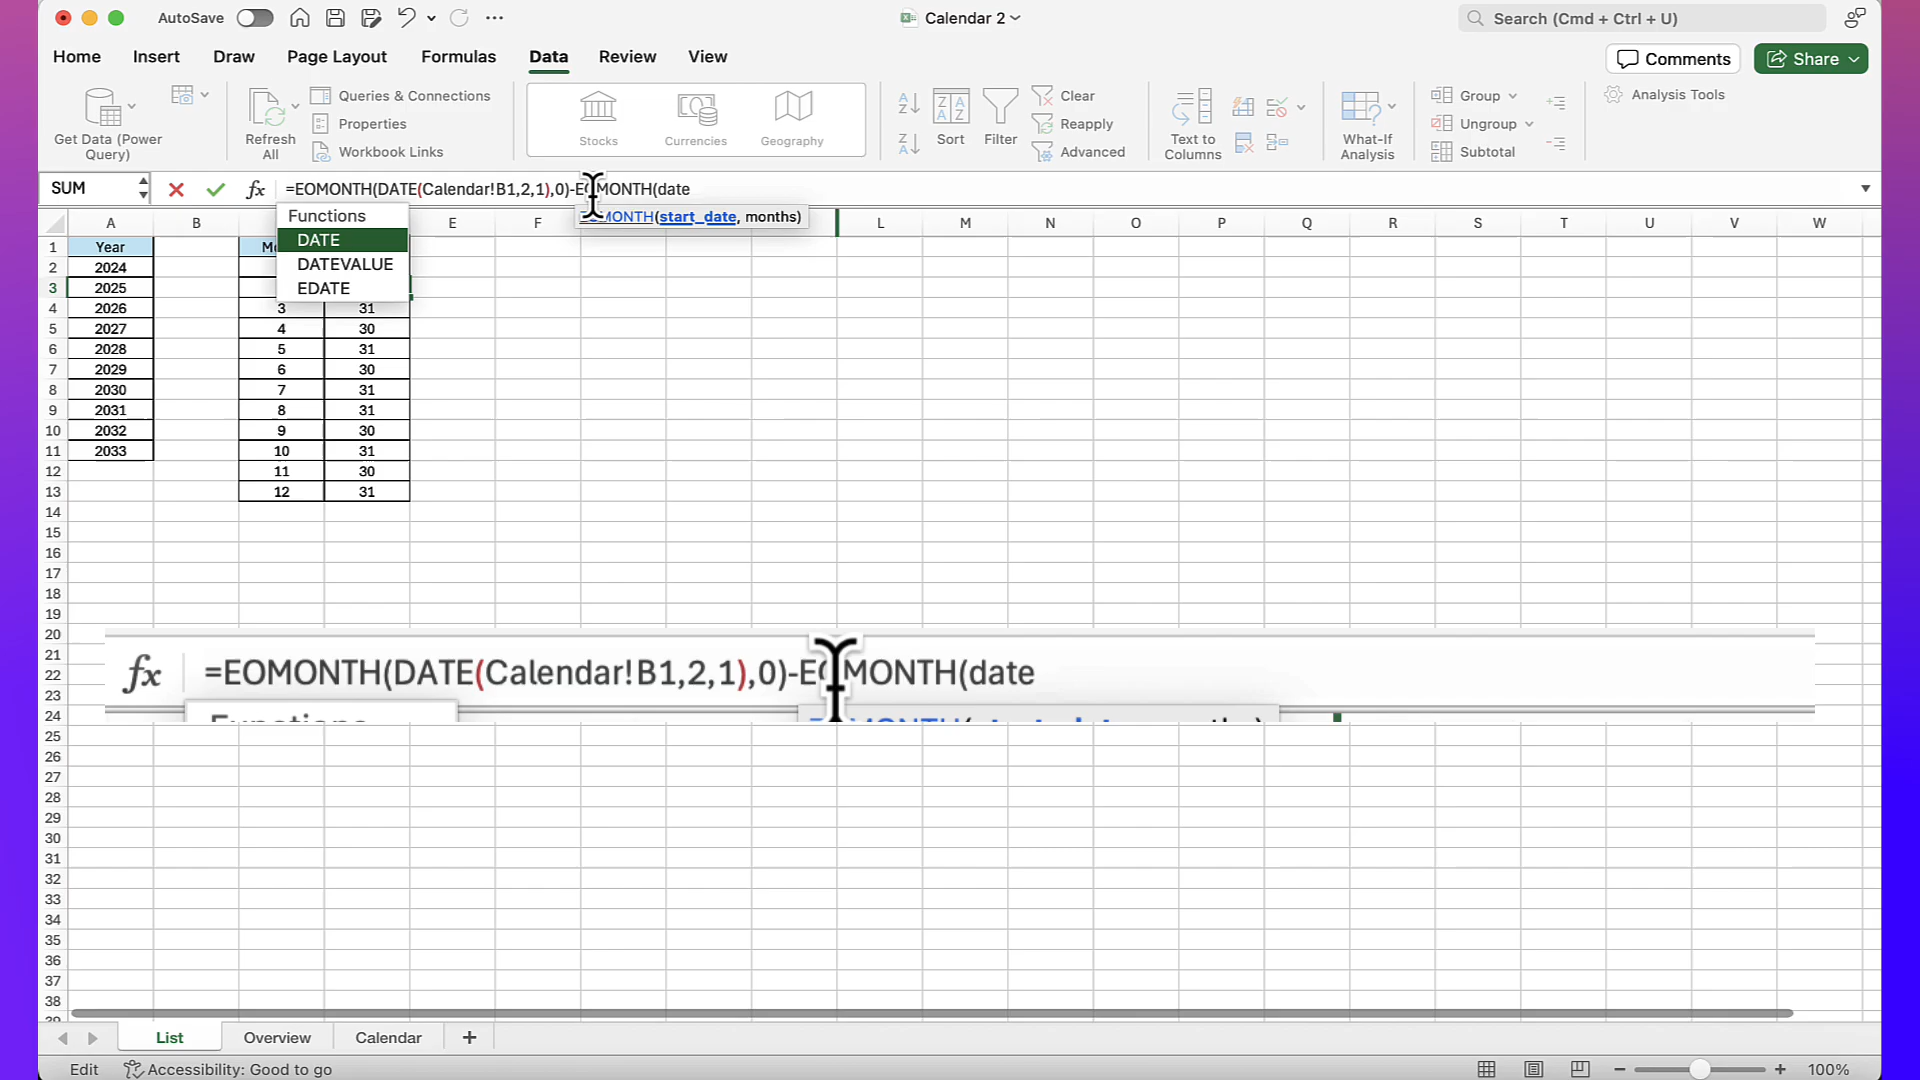 AutoSave
Calendar 2
Search (Cmd + Ctrl + U)
Home Insert Draw Page Layout Formulas Data Review View
Comments
Share
Get Data (Power Query)
Refresh All
Queries & Connections
Properties
Workbook Links
Stocks
Currencies
Geography
Sort
Filter
Clear
Reapply
Advanced
Text to Columns
What-If Analysis
Group
Ungroup
Subtotal
Analysis Tools
SUM
fx =EOMONTH(DATE(Calendar!B1,2,1),0)-EOMONTH(date
EOMONTH(start_date, months)
Functions
DATE
DATEVALUE
EDATE
A B E F L M N O P Q R S T U V W
1 Year
2 2024
3 2025
4 2026 3 31
5 2027 4 30
6 2028 5 31
7 2029 6 30
8 2030 7 31
9 2031 8 31
10 2032 9 30
11 2033 10 31
12 11 30
13 12 31
14
15
16
17
18
19
20
21
22
23
24
fx =EOMONTH(DATE(Calendar!B1,2,1),0)-EOMONTH(date
25
26
27
28
29
30
31
32
33
34
35
36
37
38
List Overview Calendar
Edit
Accessibility: Good to go
100%